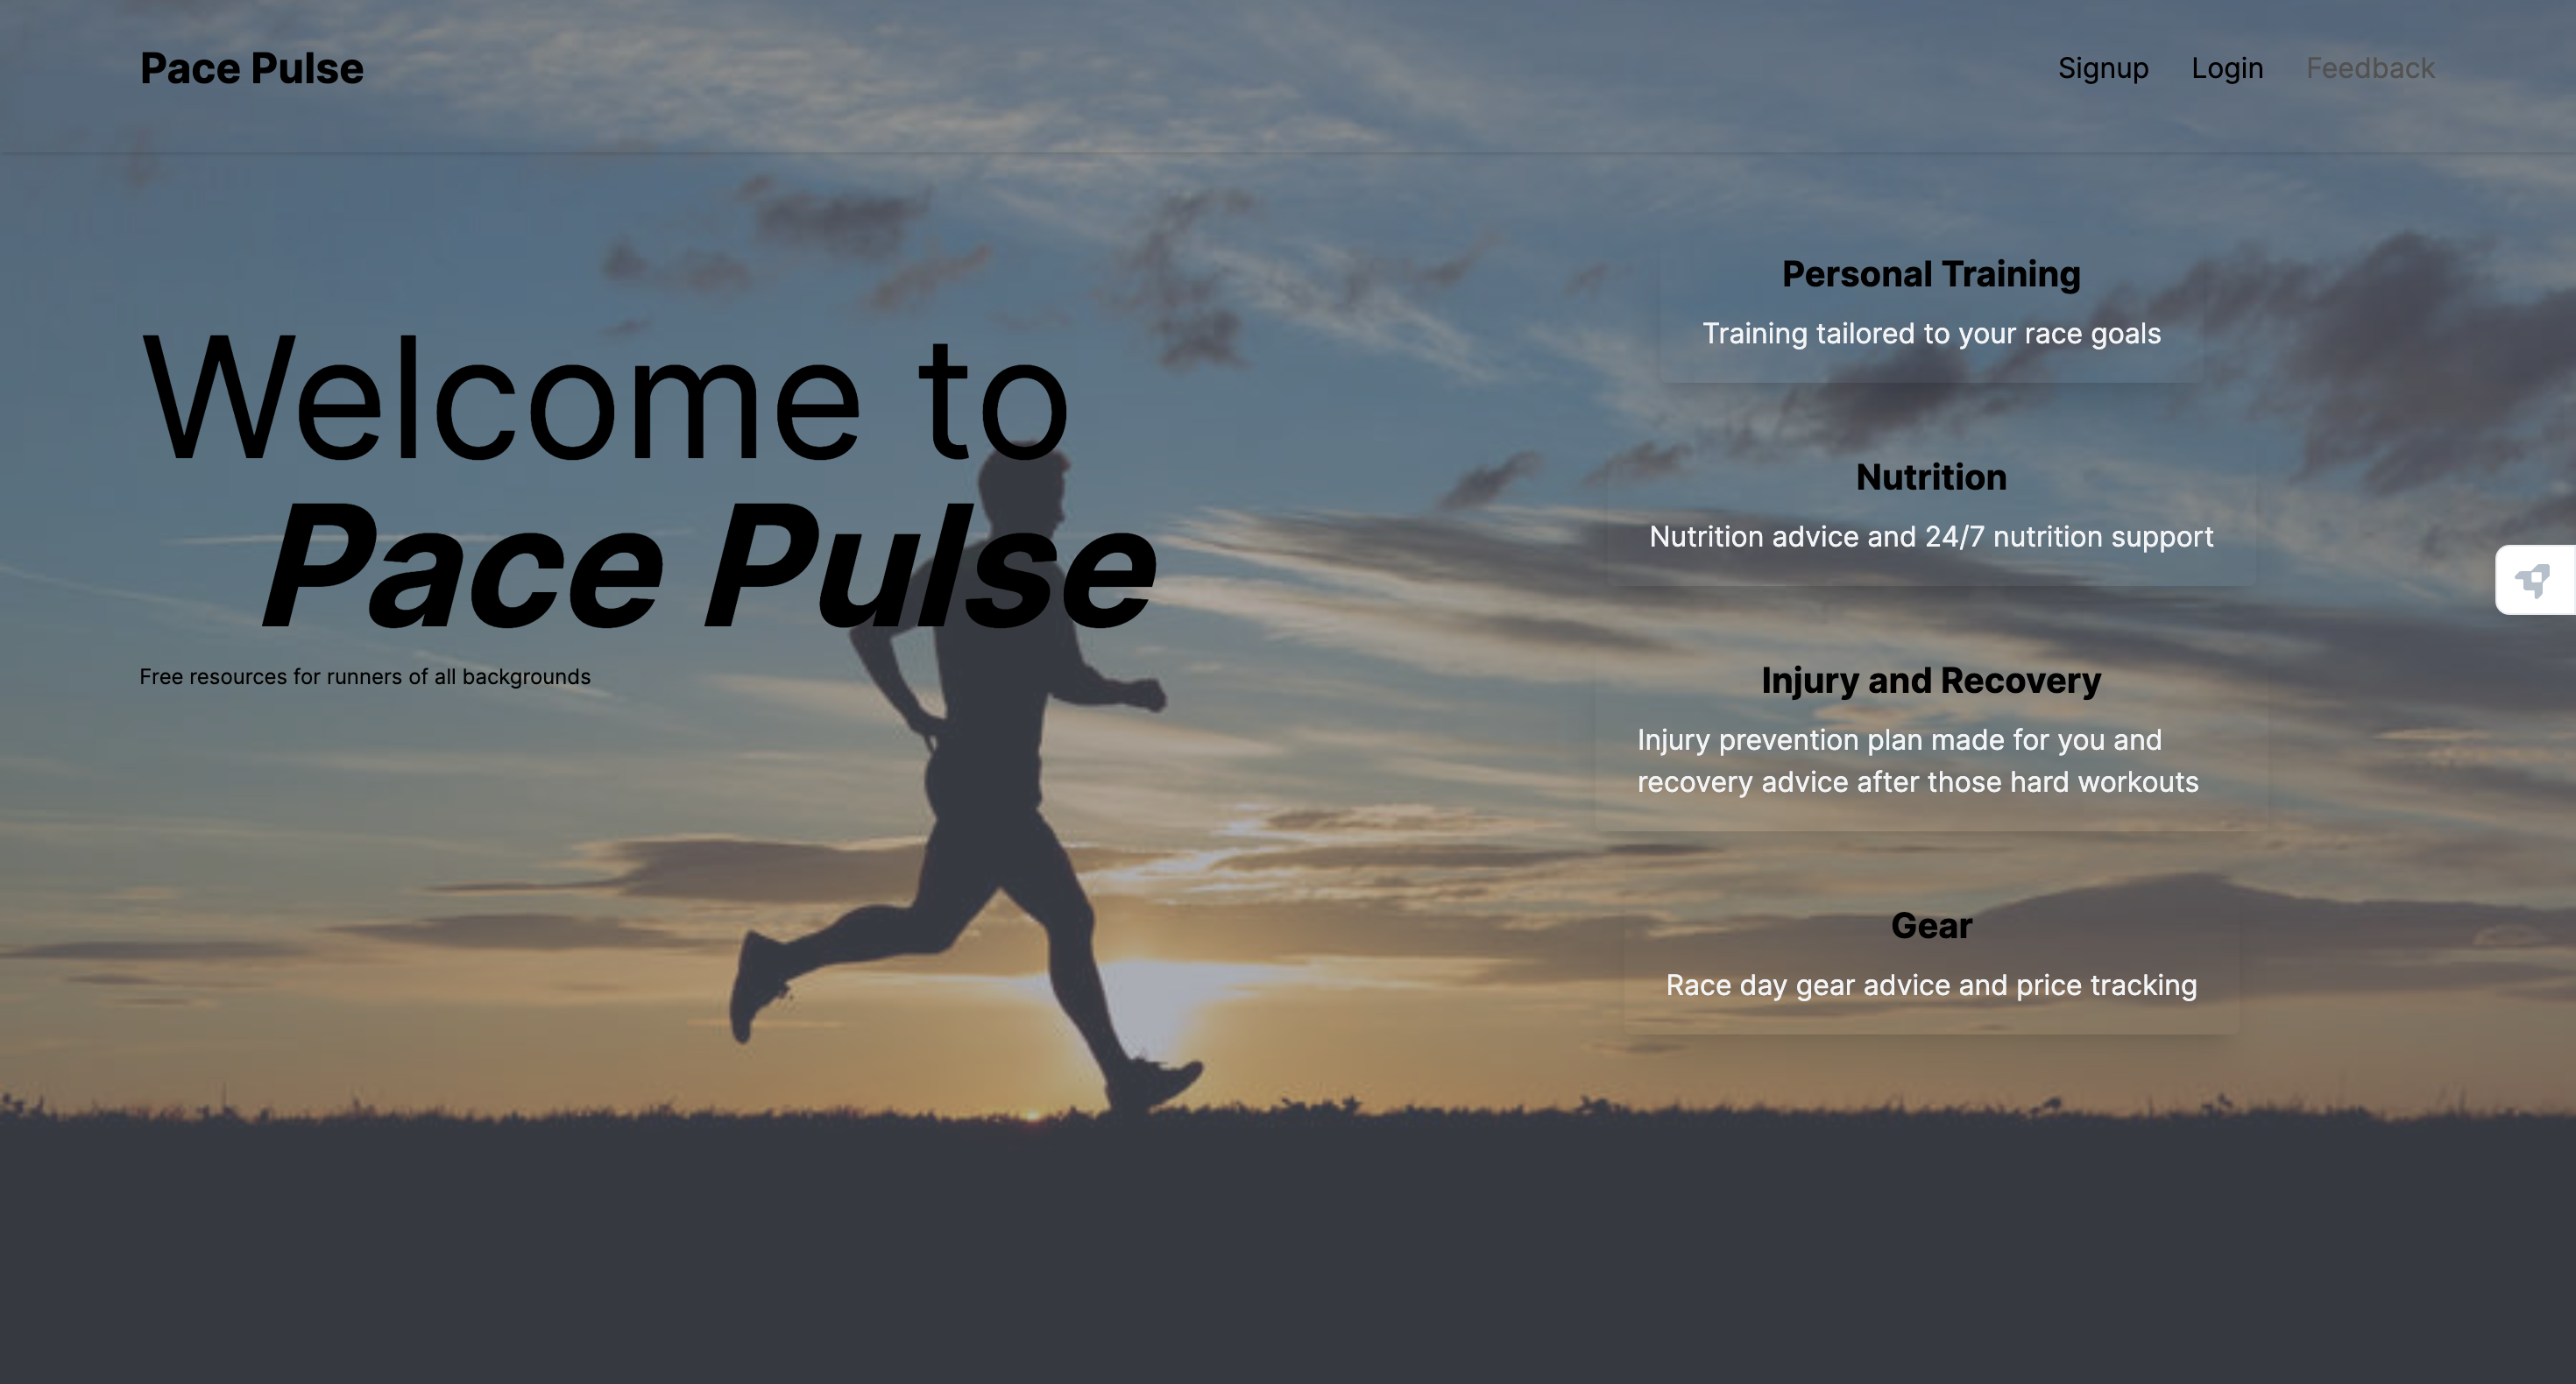 Pace Pulse
Signup
Login
Feedback
Welcome to
Pace Pulse
Free resources for runners of all backgrounds
Personal Training
Training tailored to your race goals
Nutrition
Nutrition advice and 24/7 nutrition support
Injury and Recovery
Injury prevention plan made for you and
recovery advice after those hard workouts
Gear
Race day gear advice and price tracking